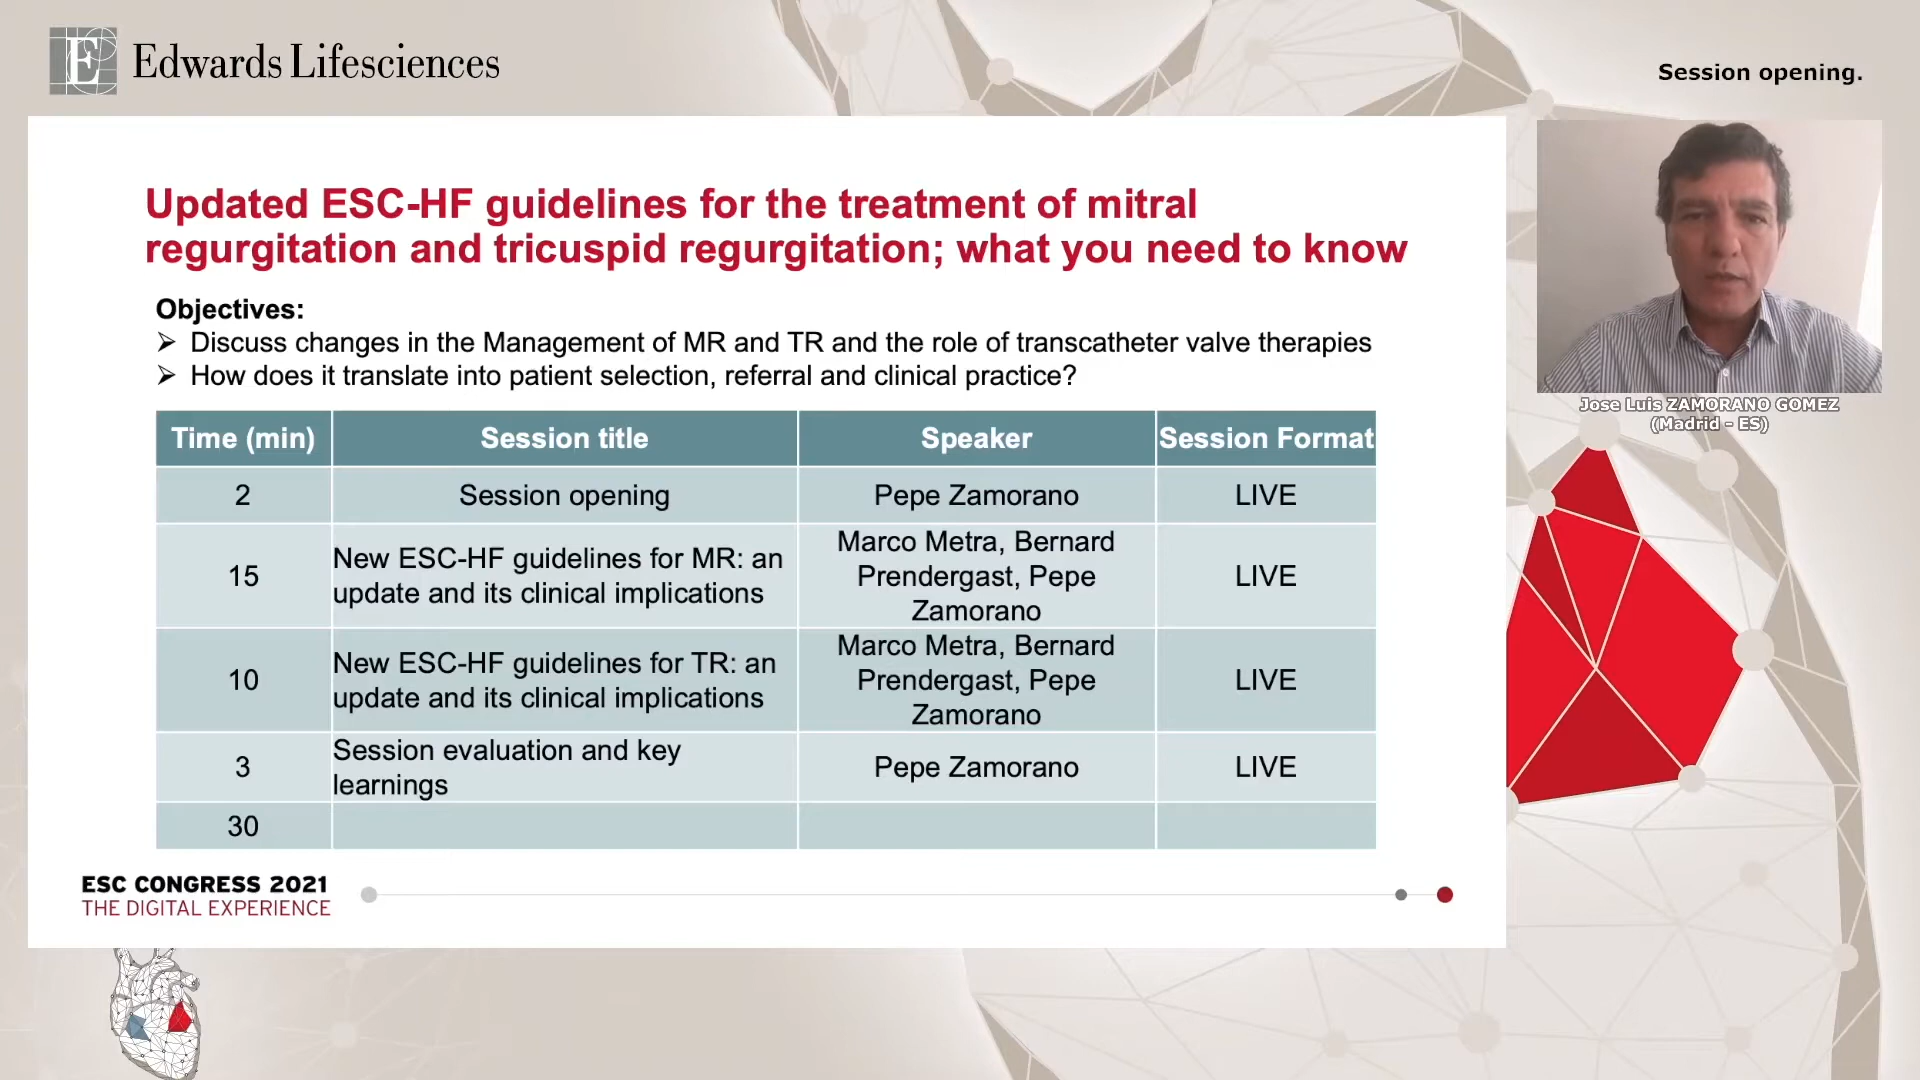 E Edwards Lifesciences
Session opening.
Updated ESC-HF guidelines for the treatment of mitral
regurgitation and tricuspid regurgitation; what you need to know
Objectives:
➢ Discuss changes in the Management of MR and TR and the role of transcatheter valve therapies
➢ How does it translate into patient selection, referral and clinical practice?
Time (min) Session title Speaker Session Format
2 Session opening Pepe Zamorano LIVE
15
New ESC-HF guidelines for MR: an
update and its clinical implications
Marco Metra, Bernard
Prendergast, Pepe
Zamorano
LIVE
10
New ESC-HF guidelines for TR: an
update and its clinical implications
Marco Metra, Bernard
Prendergast, Pepe
Zamorano
LIVE
3
Session evaluation and key
learnings
Pepe Zamorano
LIVE
30
ESC CONGRESS 2021
THE DIGITAL EXPERIENCE
Jose Luis ZAMORANO GOMEZ
(Madrid - ES)